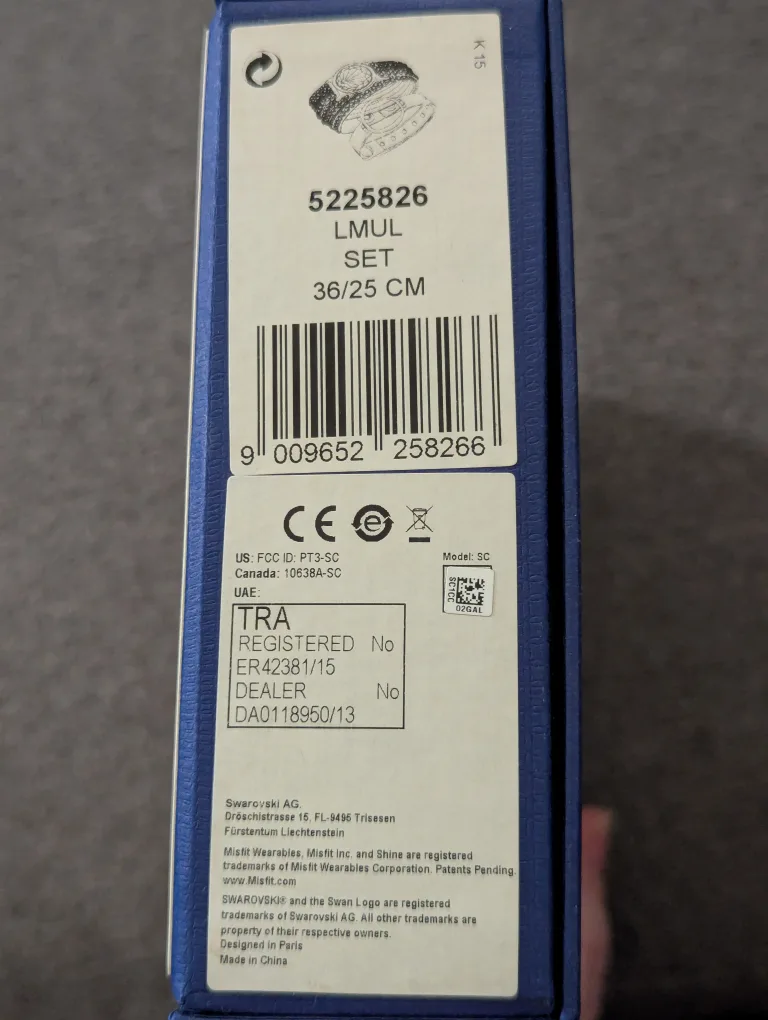 K 15
5225826
LMUL
SET
36/25 CM
9 009652 258266
CE e
US: FCC ID: PT3-SC
Model: SC
Canada: 10638A-SC
UAE:
SC1CC
02GAL
TRA
REGISTERED No
ER42381/15
DEALER No
DA0118950/13
Swarovski AG.
Dröschistrasse 15, FL-9495 Trisesen
Fürstentum Liechtenstein
Misfit Wearables, Misfit Inc. and Shine are registered
trademarks of Misfit Wearables Corporation. Patents Pending.
www.Misfit.com
SWAROVSKI® and the Swan Logo are registered
trademarks of Swarovski AG. All other trademarks are
property of their respective owners.
Designed in Paris
Made in China